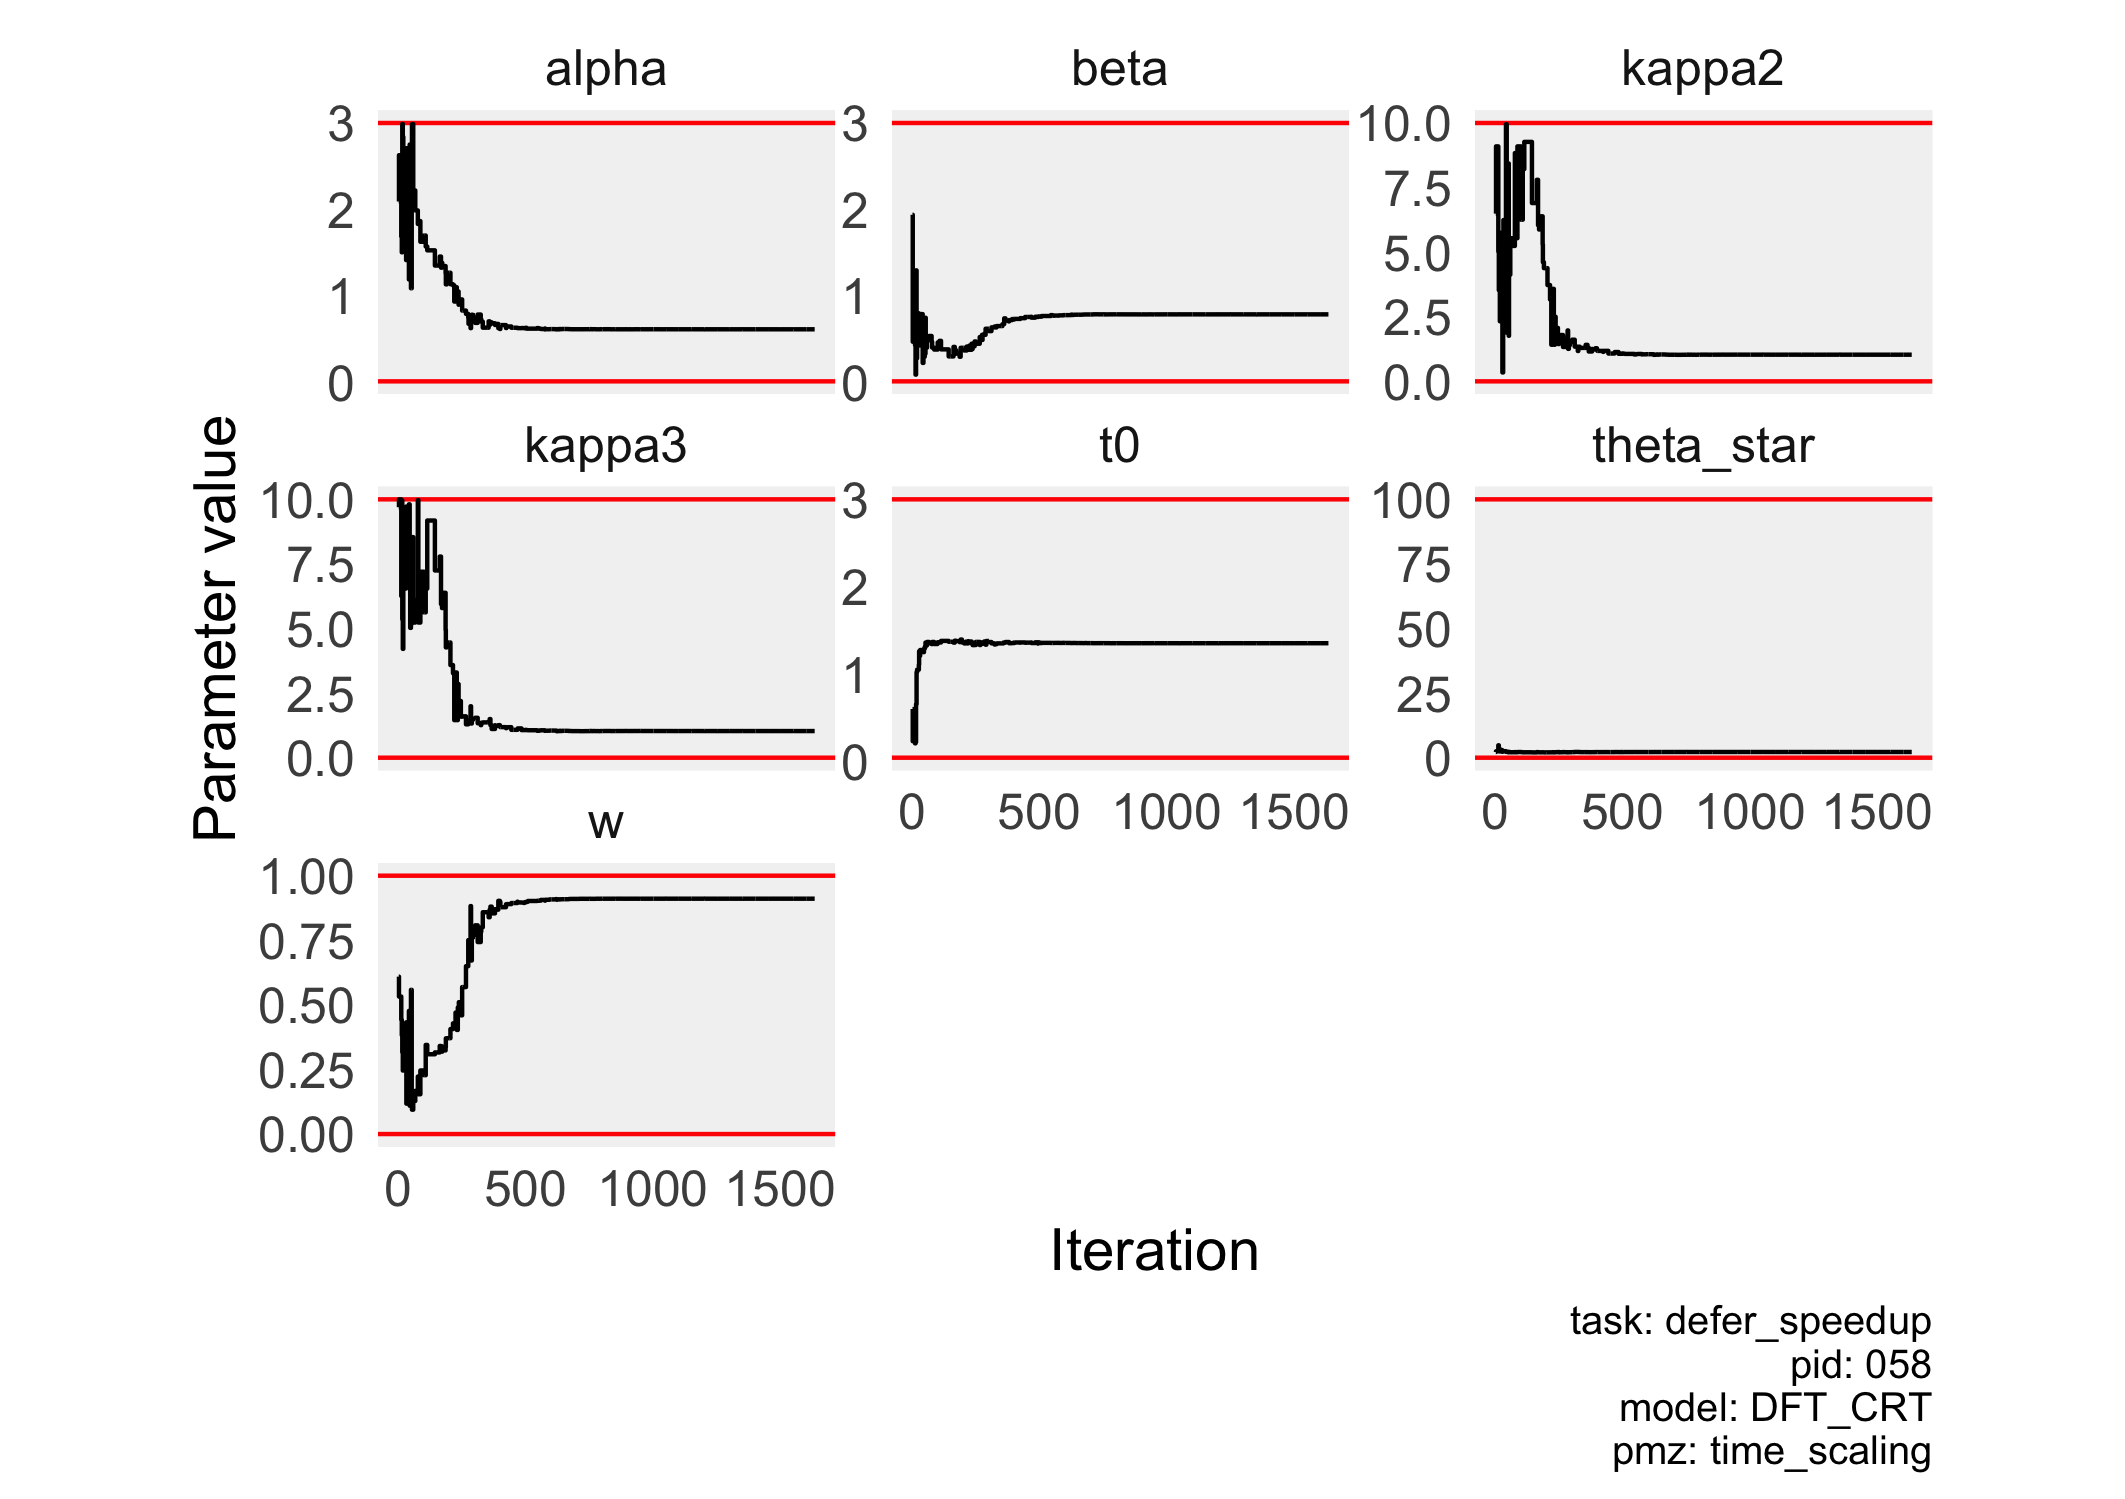 alpha
beta
kappa2
3
2
1
0
3
2
1
0
10.0
7.5
5.0
2.5
0.0
kappa3
t0
theta_star
10.0
7.5
5.0
2.5
0.0
3
2
1
0
100
75
50
25
0
0 500 1000 1500
0 500 1000 1500
w
1.00
0.75
0.50
0.25
0.00
0 500 1000 1500
Parameter value
Iteration
task: defer_speedup
pid: 058
model: DFT_CRT
pmz: time_scaling